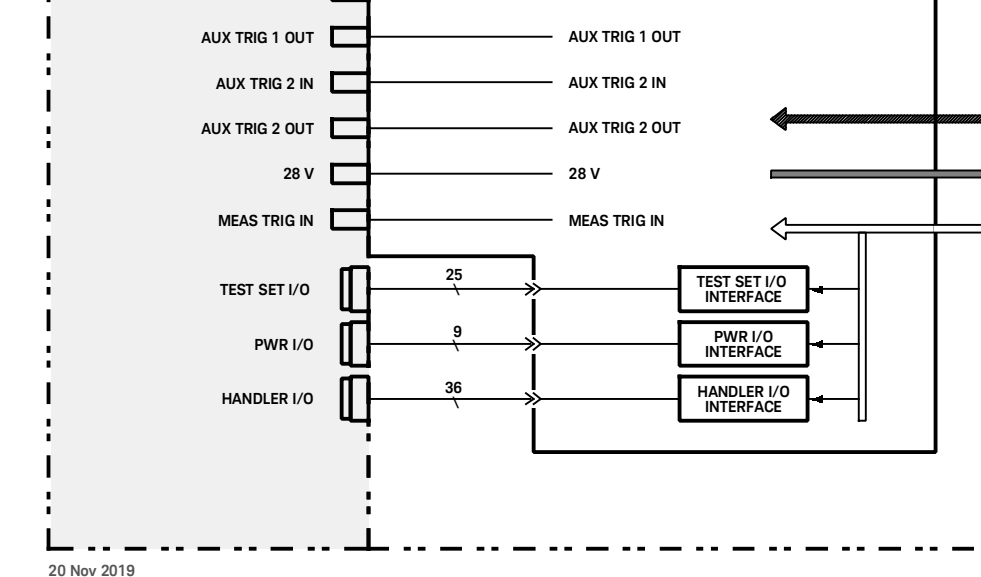 AUX TRIG 1 OUT
AUX TRIG 1 OUT
AUX TRIG 2 IN
AUX TRIG 2 IN
AUX TRIG 2 OUT
AUX TRIG 2 OUT
28 V
28 V
MEAS TRIG IN
MEAS TRIG IN
TEST SET I/O
25
TEST SET I/O
INTERFACE
PWR I/O
9
PWR I/O
INTERFACE
HANDLER I/O
36
HANDLER I/O
INTERFACE
20 Nov 2019